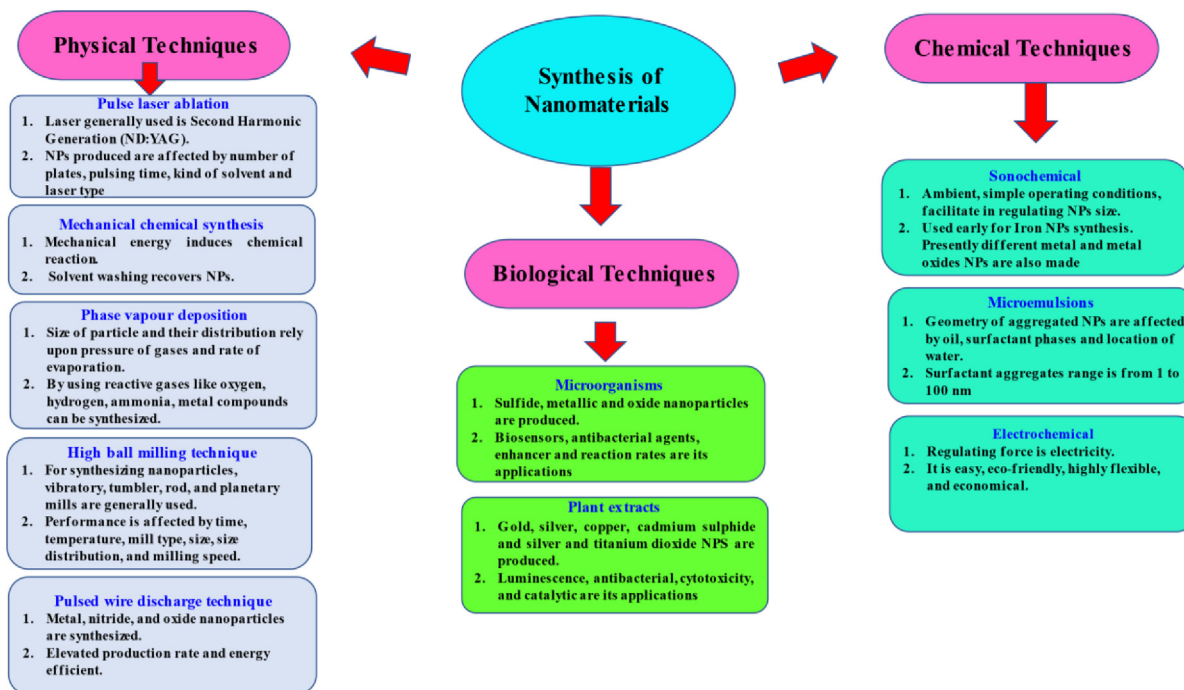 Synthesis of
Nanomaterials
Physical Techniques
Pulse laser ablation
1. Laser generally used is Second Harmonic
Generation (ND:YAG).
2. NPs produced are affected by number of
plates, pulsing time, kind of solvent and
laser type
Mechanical chemical synthesis
1. Mechanical energy induces chemical
reaction.
2. Solvent washing recovers NPs.
Phase vapour deposition
1. Size of particle and their distribution rely
upon pressure of gases and rate of
evaporation.
2. By using reactive gases like oxygen,
hydrogen, ammonia, metal compounds
can be synthesized.
High ball milling technique
1. For synthesizing nanoparticles,
vibratory, tumbler, rod, and planetary
mills are generally used.
2. Performance is affected by time,
temperature, mill type, size, size
distribution, and milling speed.
Pulsed wire discharge technique
1. Metal, nitride, and oxide nanoparticles
are synthesized.
2. Elevated production rate and energy
efficient.
Biological Techniques
Microorganisms
1. Sulfide, metallic and oxide nanoparticles
are produced.
2. Biosensors, antibacterial agents,
enhancer and reaction rates are its
applications
Plant extracts
1. Gold, silver, copper, cadmium sulphide
and silver and titanium dioxide NPS are
produced.
2. Luminescence, antibacterial, cytotoxicity,
and catalytic are its applications
Chemical Techniques
Sonochemical
1. Ambient, simple operating conditions,
facilitate in regulating NPs size.
2. Used early for Iron NPs synthesis.
Presently different metal and metal
oxides NPs are also made
Microemulsions
1. Geometry of aggregated NPs are affected
by oil, surfactant phases and location of
water.
2. Surfactant aggregates range is from 1 to
100 nm
Electrochemical
1. Regulating force is electricity.
2. It is easy, eco-friendly, highly flexible,
and economical.